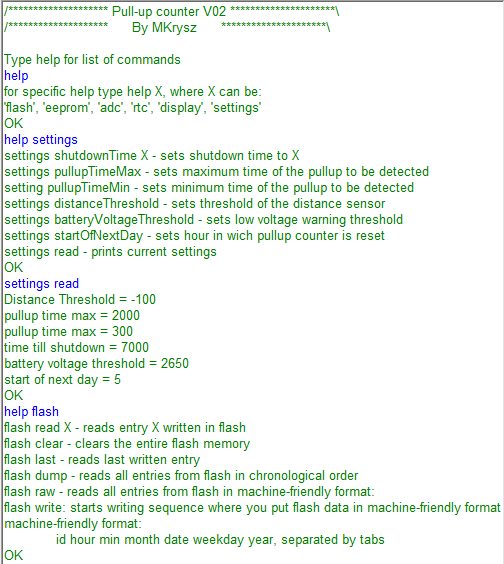 /******************** Pull-up counter V02 *********************\
/********************       By MKrysz       *********************\
Type help for list of commands
help
for specific help type help X, where X can be:
'flash', 'eeprom', 'adc', 'rtc', 'display', 'settings'
OK
help settings
settings shutdownTime X - sets shutdown time to X
settings pullupTimeMax - sets maximum time of the pullup to be detected
setting pullupTimeMin - sets minimum time of the pullup to be detected
settings distanceThreshold - sets threshold of the distance sensor
settings batteryVoltageThreshold - sets low voltage warning threshold
settings startOfNextDay - sets hour in wich pullup counter is reset
settings read - prints current settings
OK
settings read
Distance Threshold = -100
pullup time max = 2000
pullup time max = 300
time till shutdown = 7000
battery voltage threshold = 2650
start of next day = 5
OK
help flash
flash read X - reads entry X written in flash
flash clear - clears the entire flash memory
flash last - reads last written entry
flash dump - reads all entries from flash in chronological order
flash raw - reads all entries from flash in machine-friendly format:
flash write: starts writing sequence where you put flash data in machine-friendly format
machine-friendly format:
id hour min month date weekday year, separated by tabs
OK